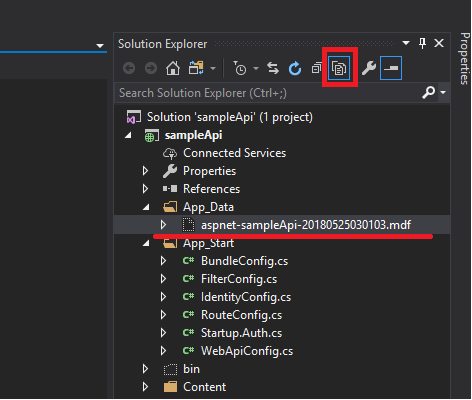 Solution Explorer
Properties
Search Solution Explorer (Ctrl+;)
Solution 'sampleApi' (1 project)
sampleApi
Connected Services
Properties
References
App_Data
aspnet-sampleApi-20180525030103.mdf
App_Start
C# BundleConfig.cs
C# FilterConfig.cs
C# IdentityConfig.cs
C# RouteConfig.cs
C# Startup.Auth.cs
C# WebApiConfig.cs
bin
Content